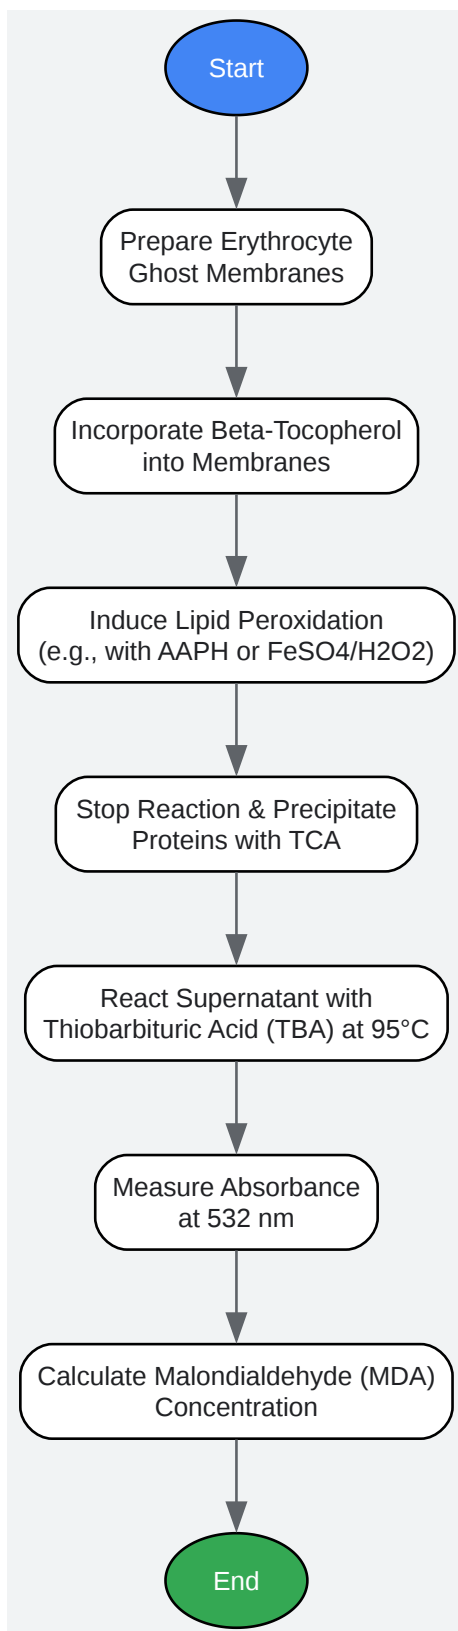 Start
Prepare Erythrocyte
Ghost Membranes
Incorporate Beta-Tocopherol
into Membranes
Induce Lipid Peroxidation
(e.g., with AAPH or FeSO4/H2O2)
Stop Reaction & Precipitate
Proteins with TCA
React Supernatant with
Thiobarbituric Acid (TBA) at 95°C
Measure Absorbance
at 532 nm
Calculate Malondialdehyde (MDA)
Concentration
End